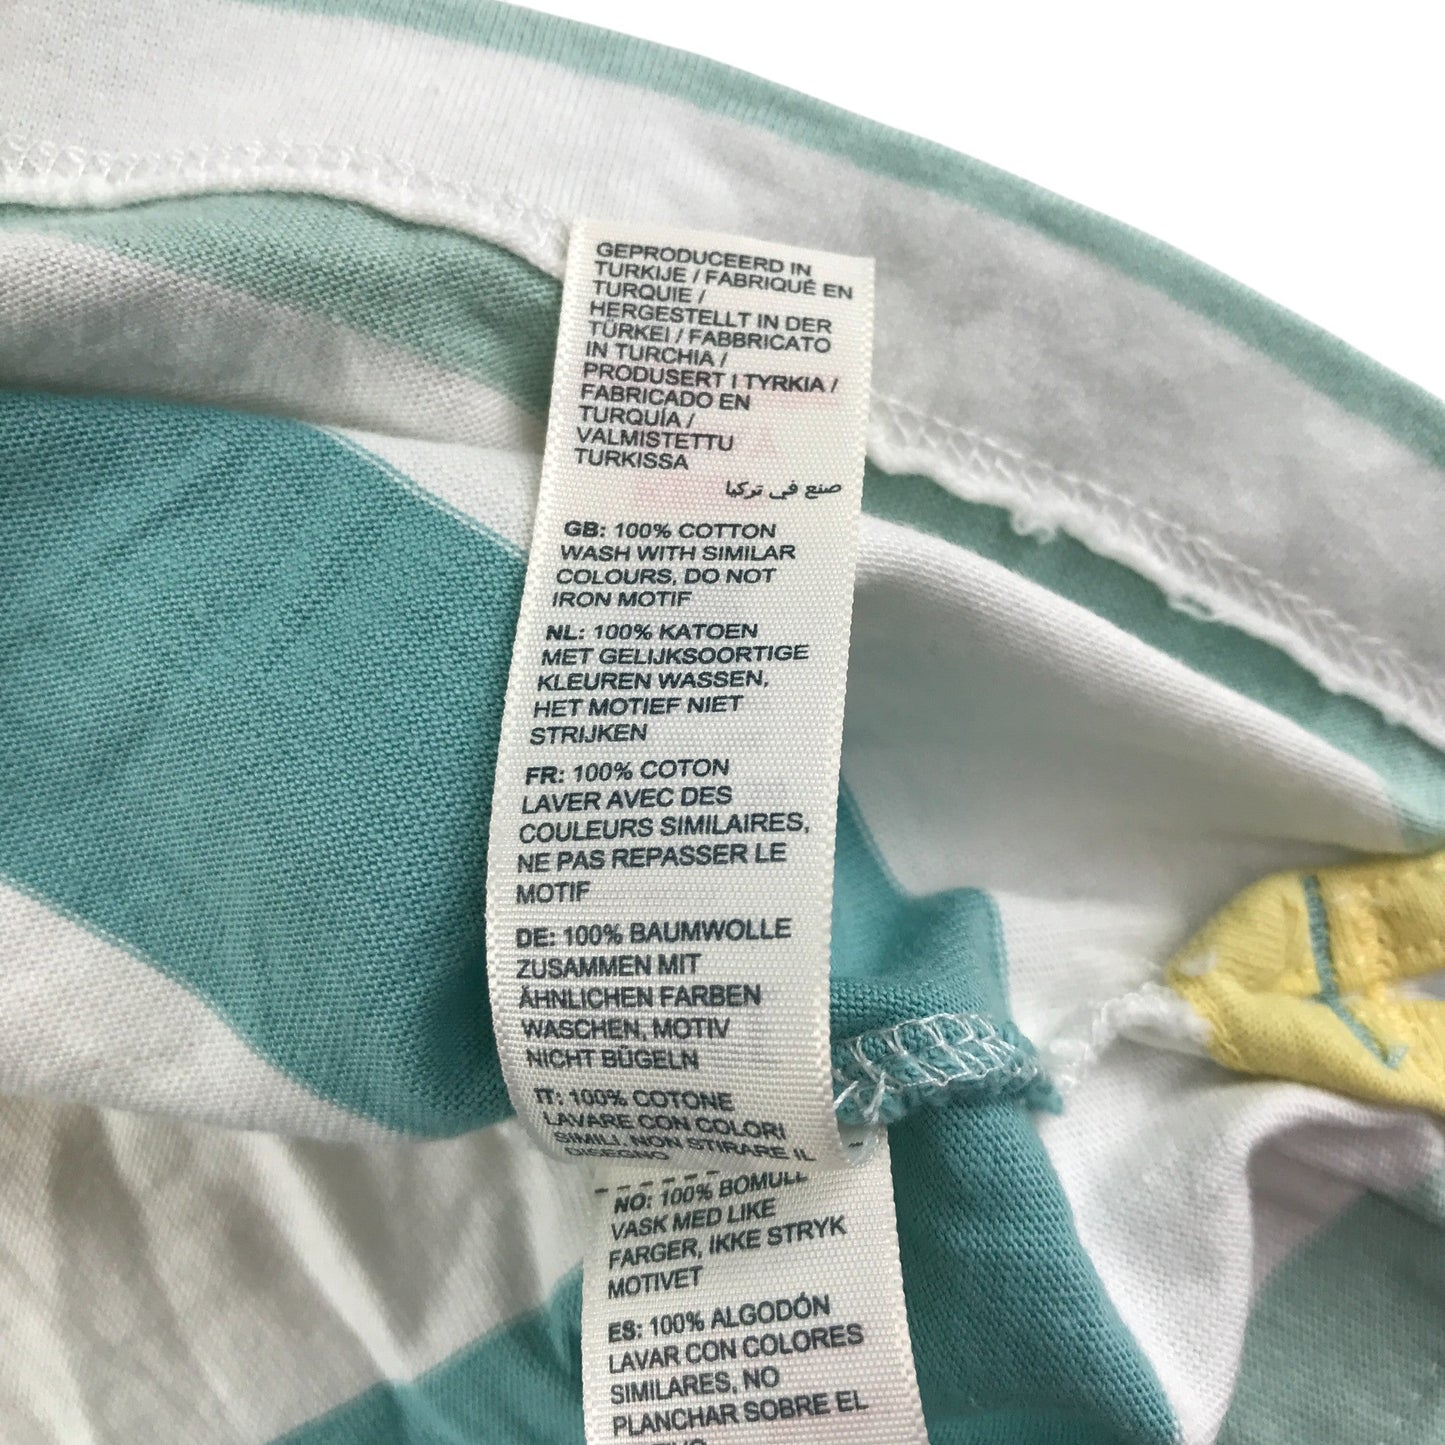 GEPRODUCEERD IN
TURKIJE / FABRIQUÉ EN
TURQUIE /
HERGESTELLT IN DER
TÜRKEI / FABBRICATO
IN TURCHIA /
PRODUSERT I TYRKIA /
FABRICADO EN
TURQUÍA /
VALMISTETTU
TURKISSA
صنع في تركيا
GB: 100% COTTON
WASH WITH SIMILAR
COLOURS, DO NOT
IRON MOTIF
NL: 100% KATOEN
MET GELIJKSOORTIGE
KLEUREN WASSEN,
HET MOTIEF NIET
STRIJKEN
FR: 100% COTON
LAVER AVEC DES
COULEURS SIMILAIRES,
NE PAS REPASSER LE
MOTIF
DE: 100% BAUMWOLLE
ZUSAMMEN MIT
ÄHNLICHEN FARBEN
WASCHEN, MOTIV
NICHT BÜGELN
IT: 100% COTONE
LAVARE CON COLORI
SIMILI, NON STIRARE IL
DISEGNO
NO: 100% BOMULL
VASK MED LIKE
FARGER, IKKE STRYK
MOTIVET
ES: 100% ALGODÓN
LAVAR CON COLORES
SIMILARES, NO
PLANCHAR SOBRE EL